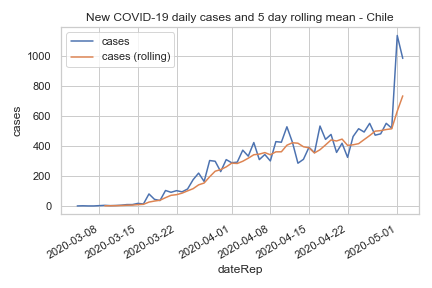 New COVID-19 daily cases and 5 day rolling mean - Chile
cases
cases (rolling)
cases
1000
800
600
400
200
0
2020-03-08
2020-03-15
2020-03-22
2020-04-01
2020-04-08
2020-04-15
2020-04-22
2020-05-01
dateRep